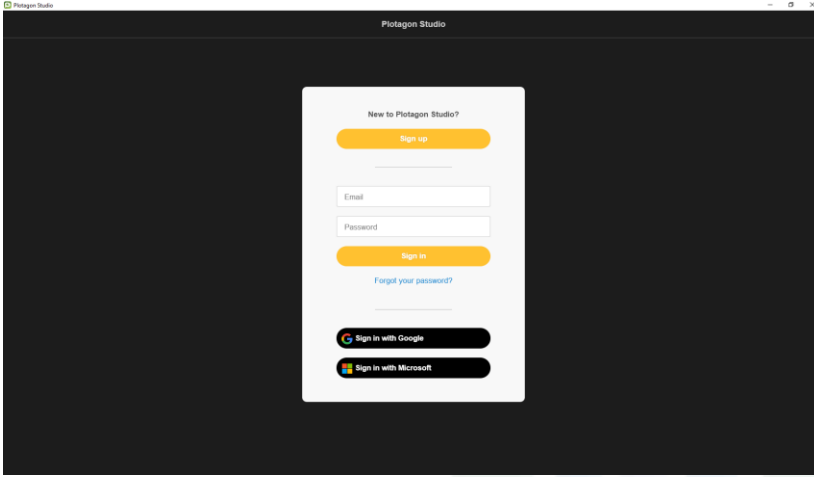 Plotagon Studio
Plotagon Studio
New to Plotagon Studio?
Sign up
Email
Password
Sign in
Forgot your password?
Sign in with Google
Sign in with Microsoft